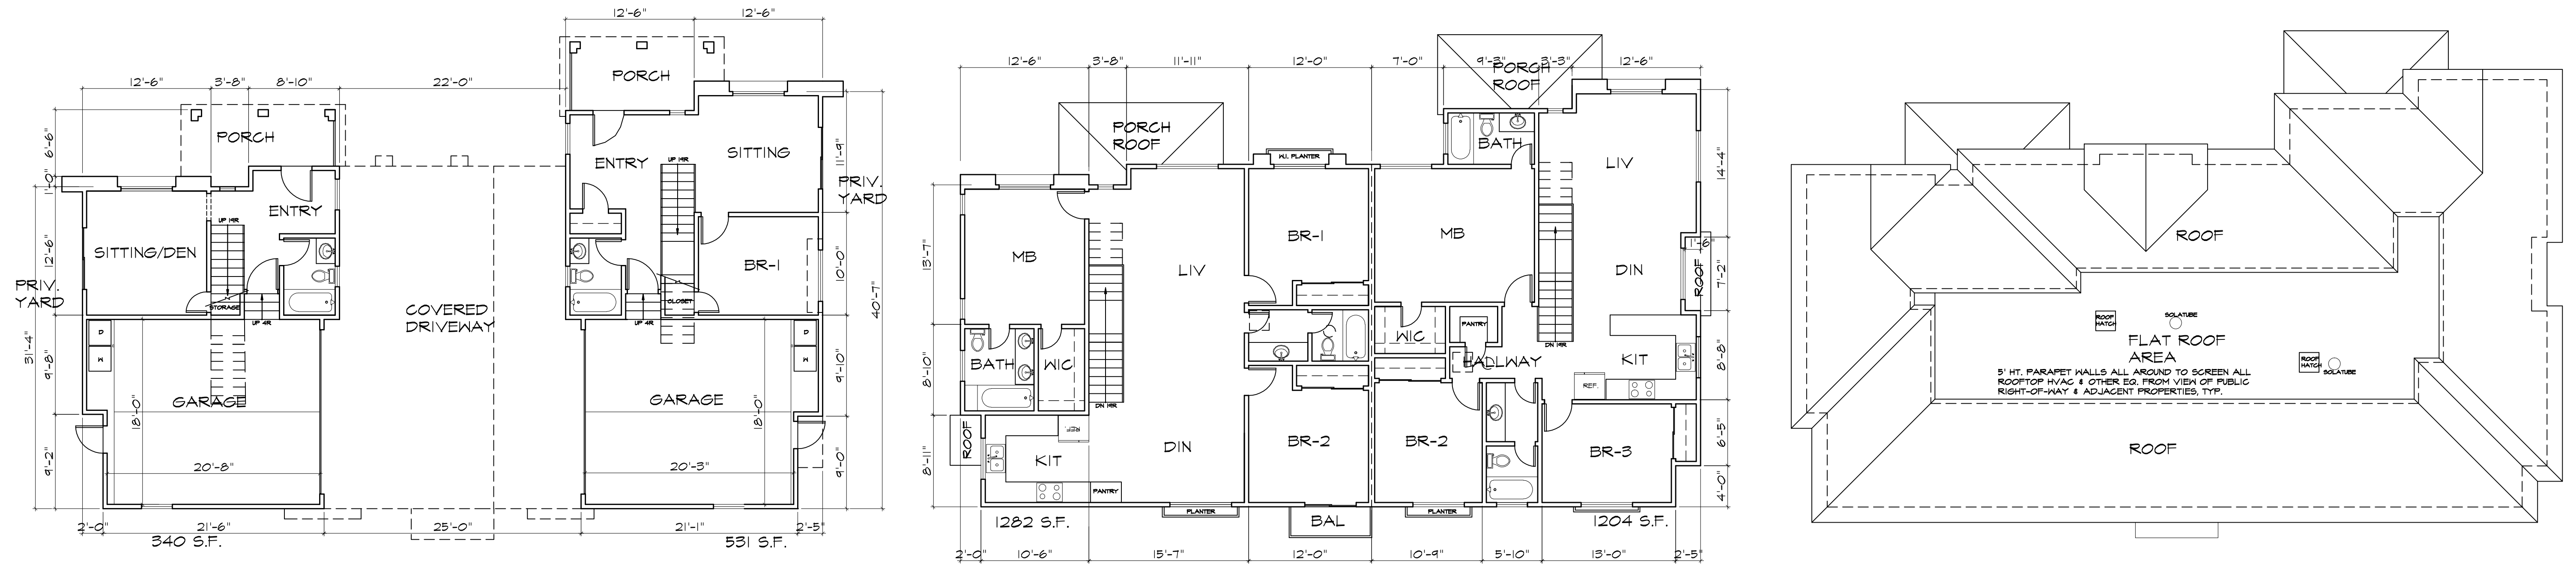 12'-6"
12'-6"
12'-6"
3'-8"
8'-10"
22'-0"
PORCH
PORCH
6'-6"
1'-0"
12'-6"
31'-4"
9'-8"
9'-2"
PRIV.
YARD
SITTING/DEN
ENTRY
UP 19R
STORAGE
UP 4R
D
W
GARAGE
18'-0"
20'-8"
2'-0"
21'-6"
340 S.F.
COVERED
DRIVEWAY
25'-0"
ENTRY
UP 19R
SITTING
BR-1
CLOSET
UP 4R
D
W
GARAGE
18'-0"
20'-3"
21'-1"
2'-5"
531 S.F.
11'-9"
PRIV.
YARD
10'-0"
40'-7"
9'-10"
9'-0"
12'-6"
3'-8"
11'-11"
12'-0"
7'-0"
9'-3"
3'-3"
12'-6"
PORCH
ROOF
PORCH
ROOF
W.I. PLANTER
13'-7"
8'-10"
8'-11"
MB
LIV
BATH
WIC
DN 19R
ROOF
KIT
REF.
PANTRY
DIN
BR-1
BR-2
PLANTER
BAL
1282 S.F.
2'-0"
10'-6"
15'-7"
12'-0"
BATH
MB
LIV
DIN
WIC
PANTRY
HALLWAY
DN 19R
KIT
REF.
BR-2
BR-3
PLANTER
1204 S.F.
10'-9"
5'-10"
13'-0"
2'-5"
14'-4"
1'-6"
ROOF
7'-2"
8'-8"
6'-5"
4'-0"
ROOF
ROOF
HATCH
SOLATUBE
FLAT ROOF
AREA
5' HT. PARAPET WALLS ALL AROUND TO SCREEN ALL
ROOFTOP HVAC & OTHER EQ. FROM VIEW OF PUBLIC
RIGHT-OF-WAY & ADJACENT PROPERTIES, TYP.
ROOF
HATCH
SOLATUBE
ROOF